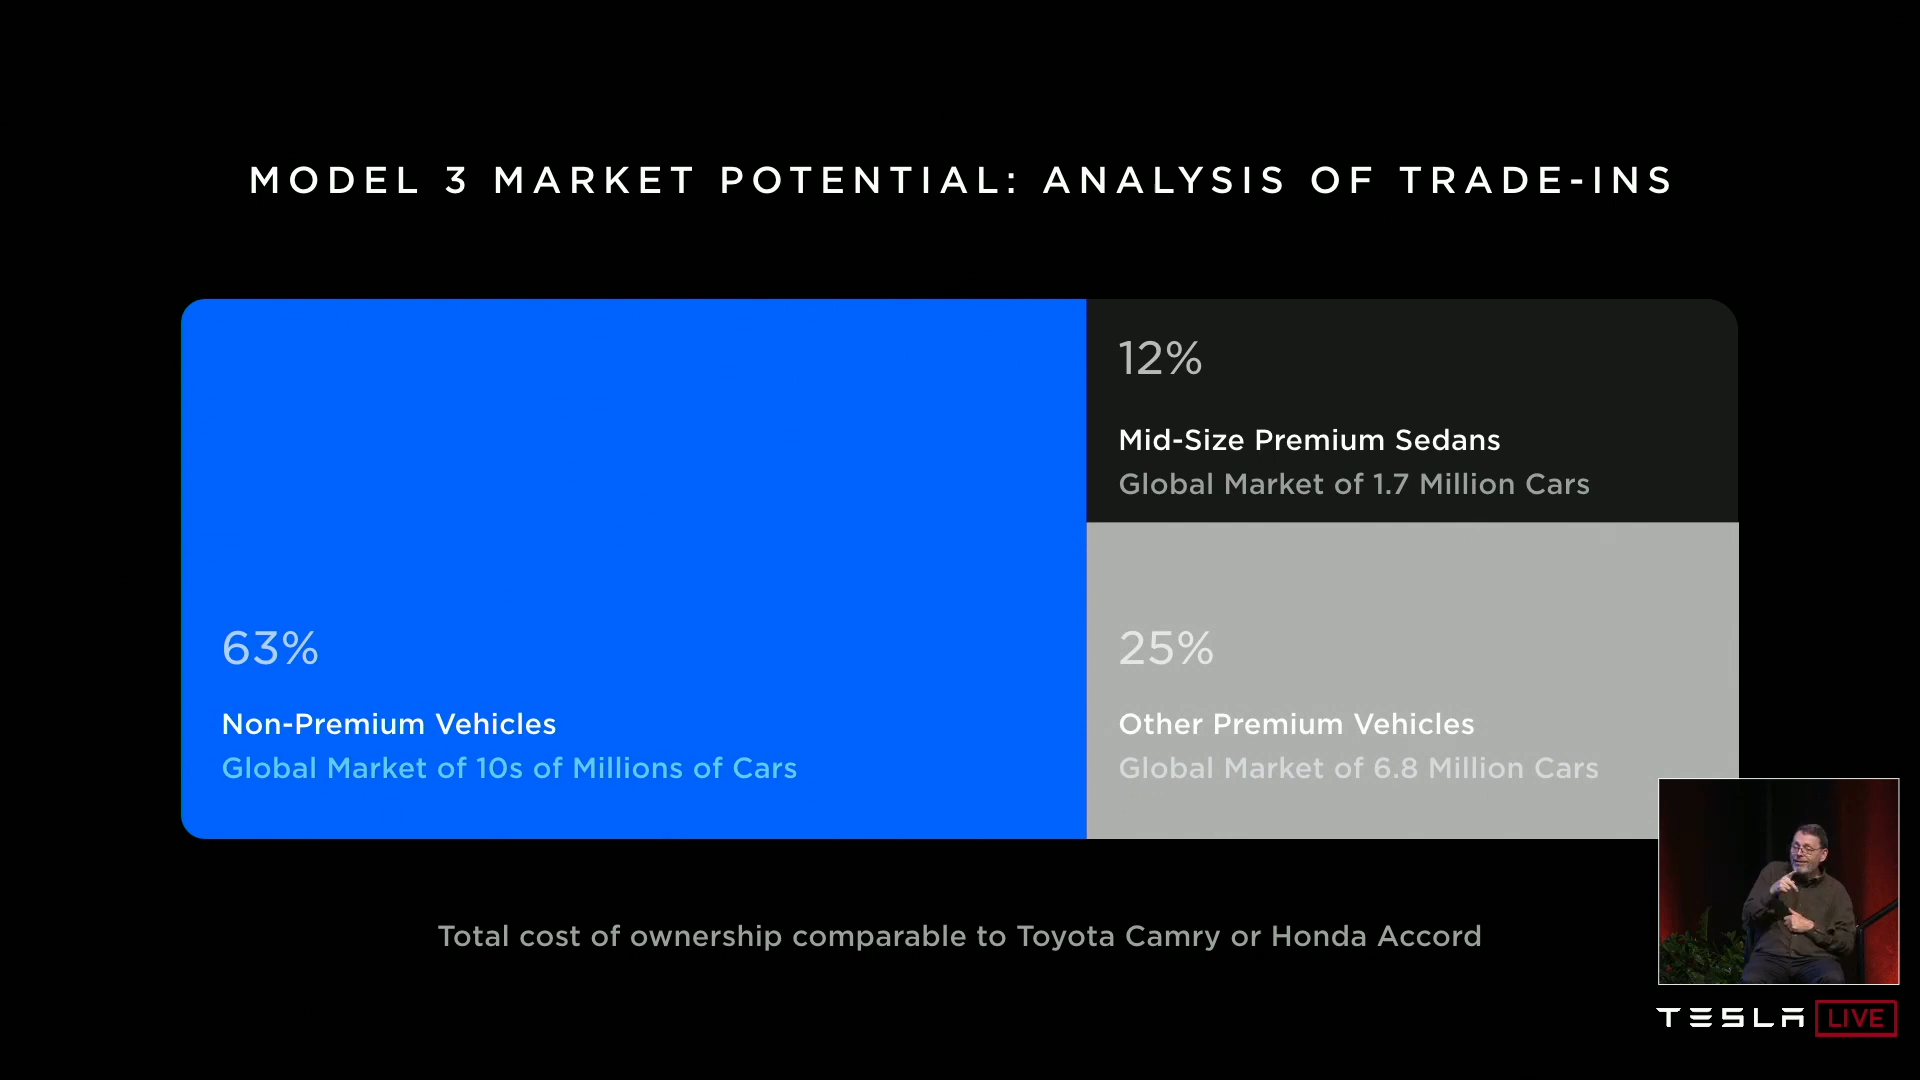 MODEL 3 MARKET POTENTIAL: ANALYSIS OF TRADE-INS
63%
Non-Premium Vehicles
Global Market of 10s of Millions of Cars
12%
Mid-Size Premium Sedans
Global Market of 1.7 Million Cars
25%
Other Premium Vehicles
Global Market of 6.8 Million Cars
Total cost of ownership comparable to Toyota Camry or Honda Accord
TESLA LIVE